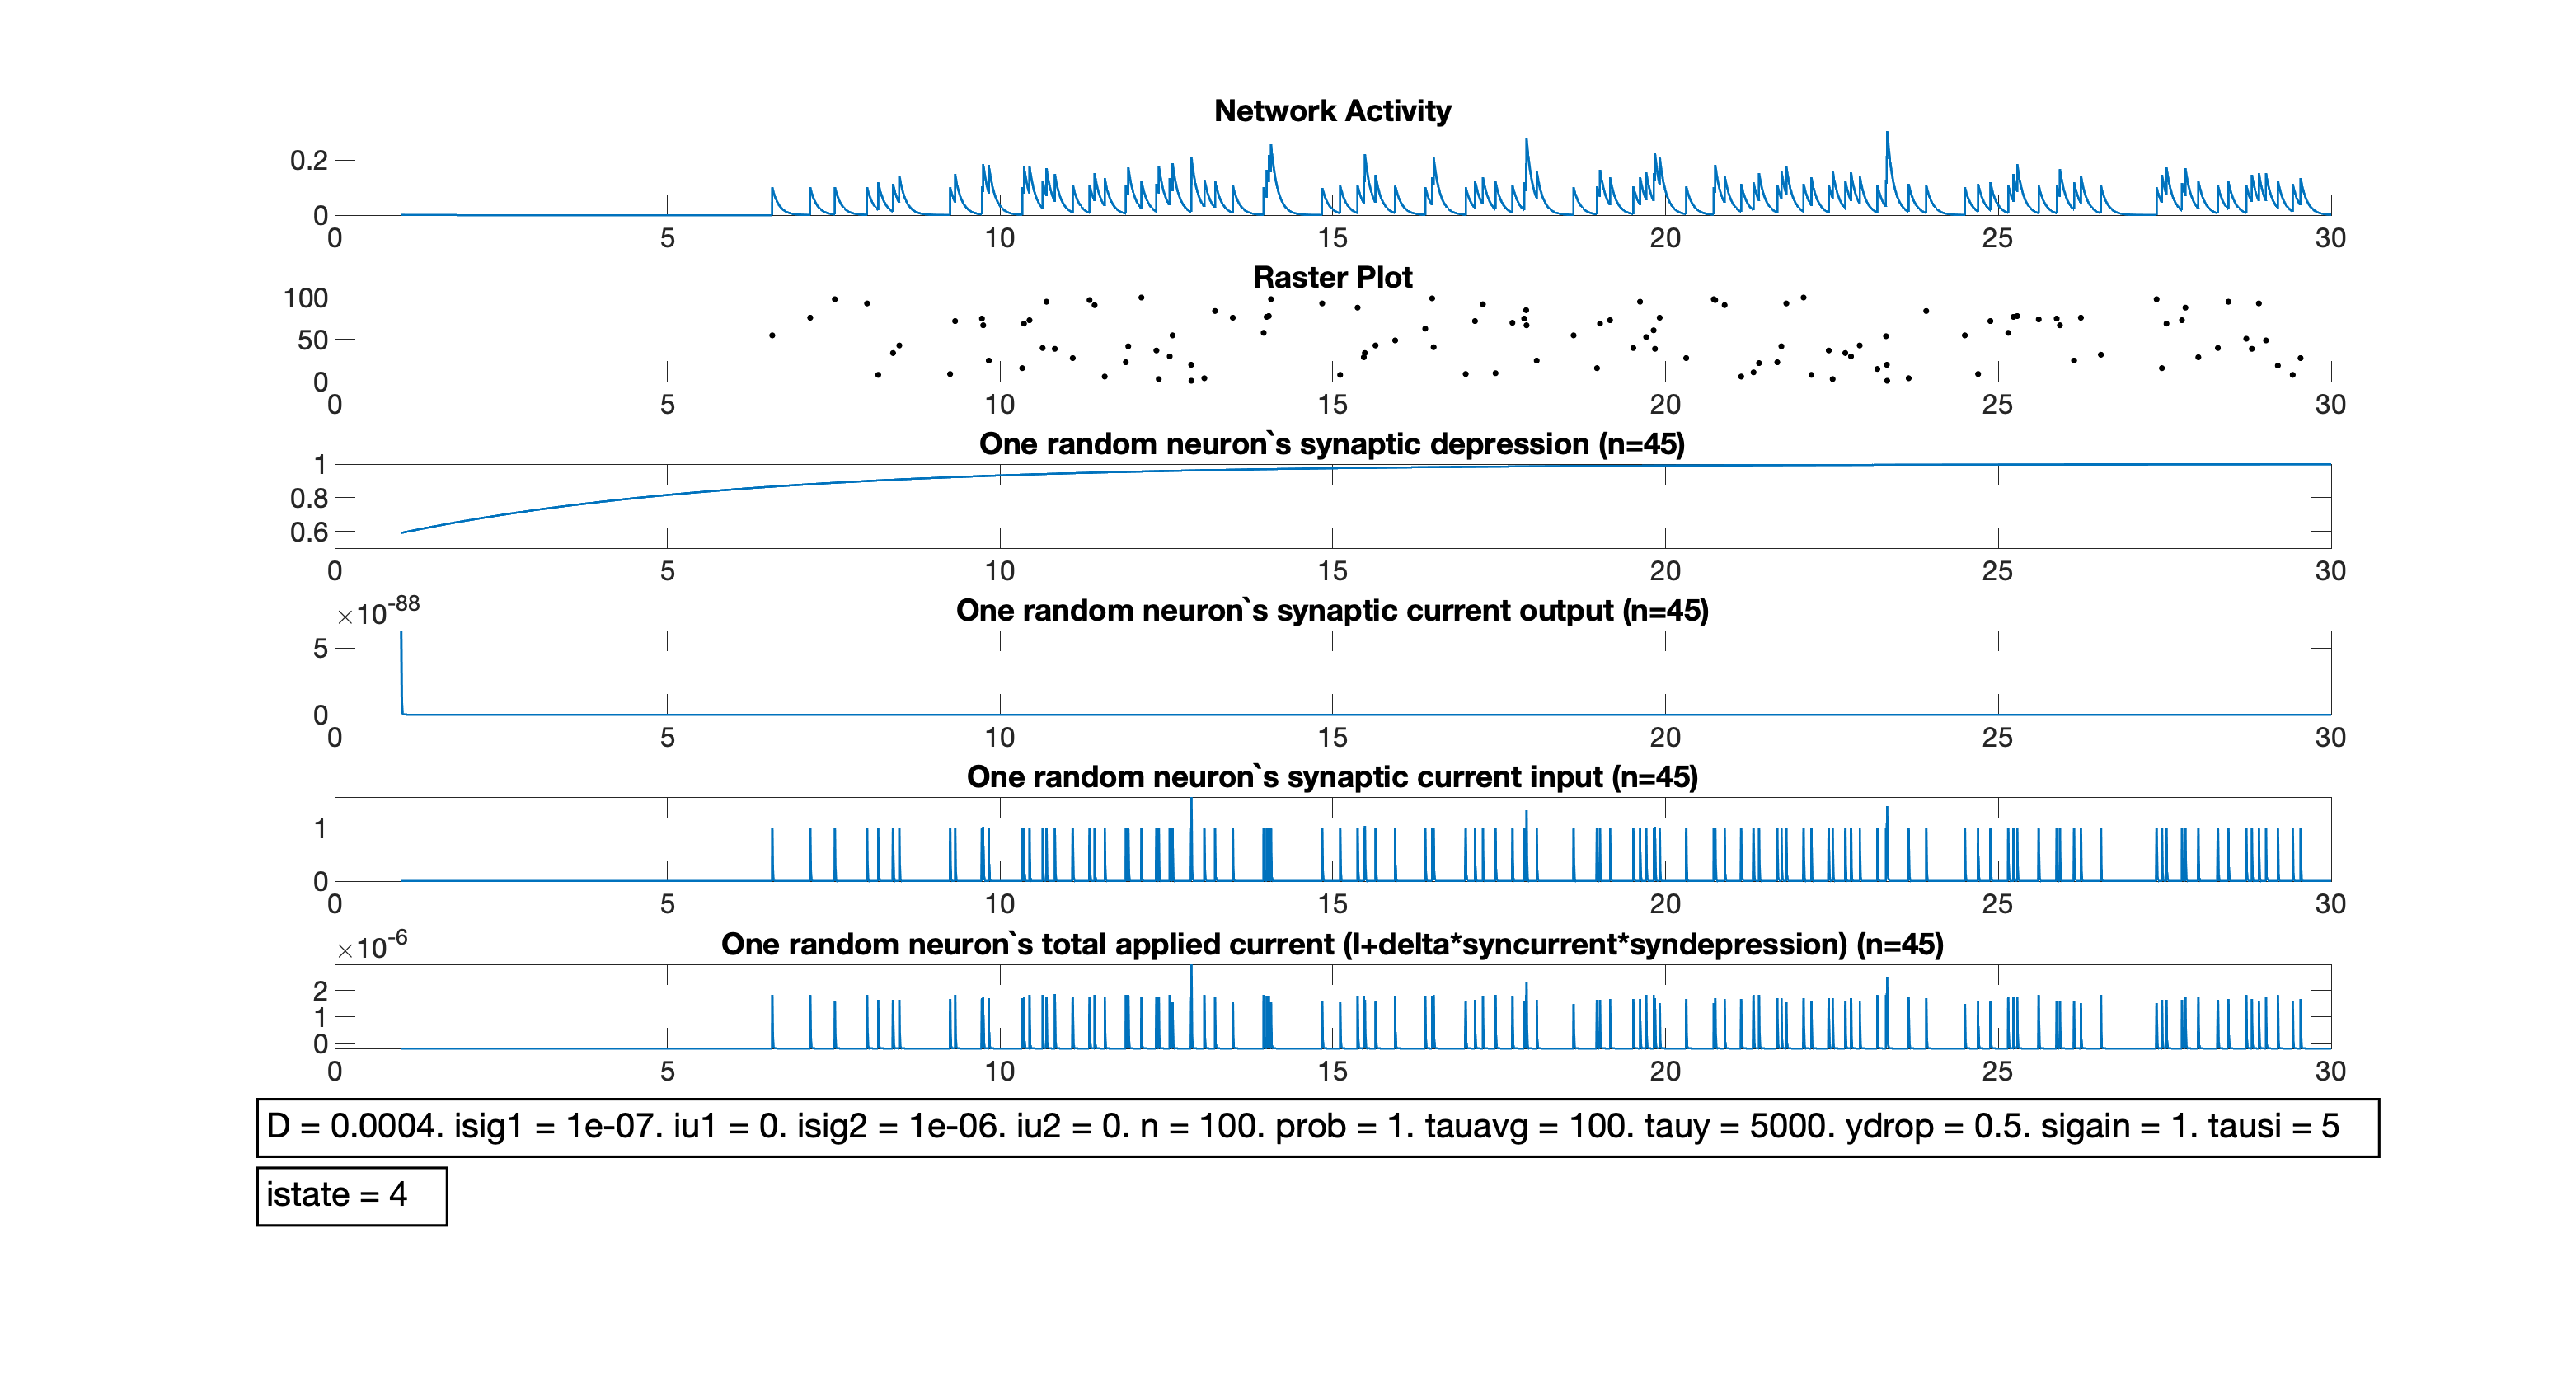 Network Activity
0.2
0
0 5 10 15 20 25 30
Raster Plot
100
50
0
0 5 10 15 20 25 30
One random neuron`s synaptic depression (n=45)
1
0.8
0.6
0 5 10 15 20 25 30
×10-88
One random neuron`s synaptic current output (n=45)
5
0
0 5 10 15 20 25 30
One random neuron`s synaptic current input (n=45)
1
0
0 5 10 15 20 25 30
×10-6
One random neuron`s total applied current (I+delta*syncurrent*syndepression) (n=45)
2
1
0
0 5 10 15 20 25 30
D = 0.0004. isig1 = 1e-07. iu1 = 0. isig2 = 1e-06. iu2 = 0. n = 100. prob = 1. tauavg = 100. tauy = 5000. ydrop = 0.5. sigain = 1. tausi = 5
istate = 4